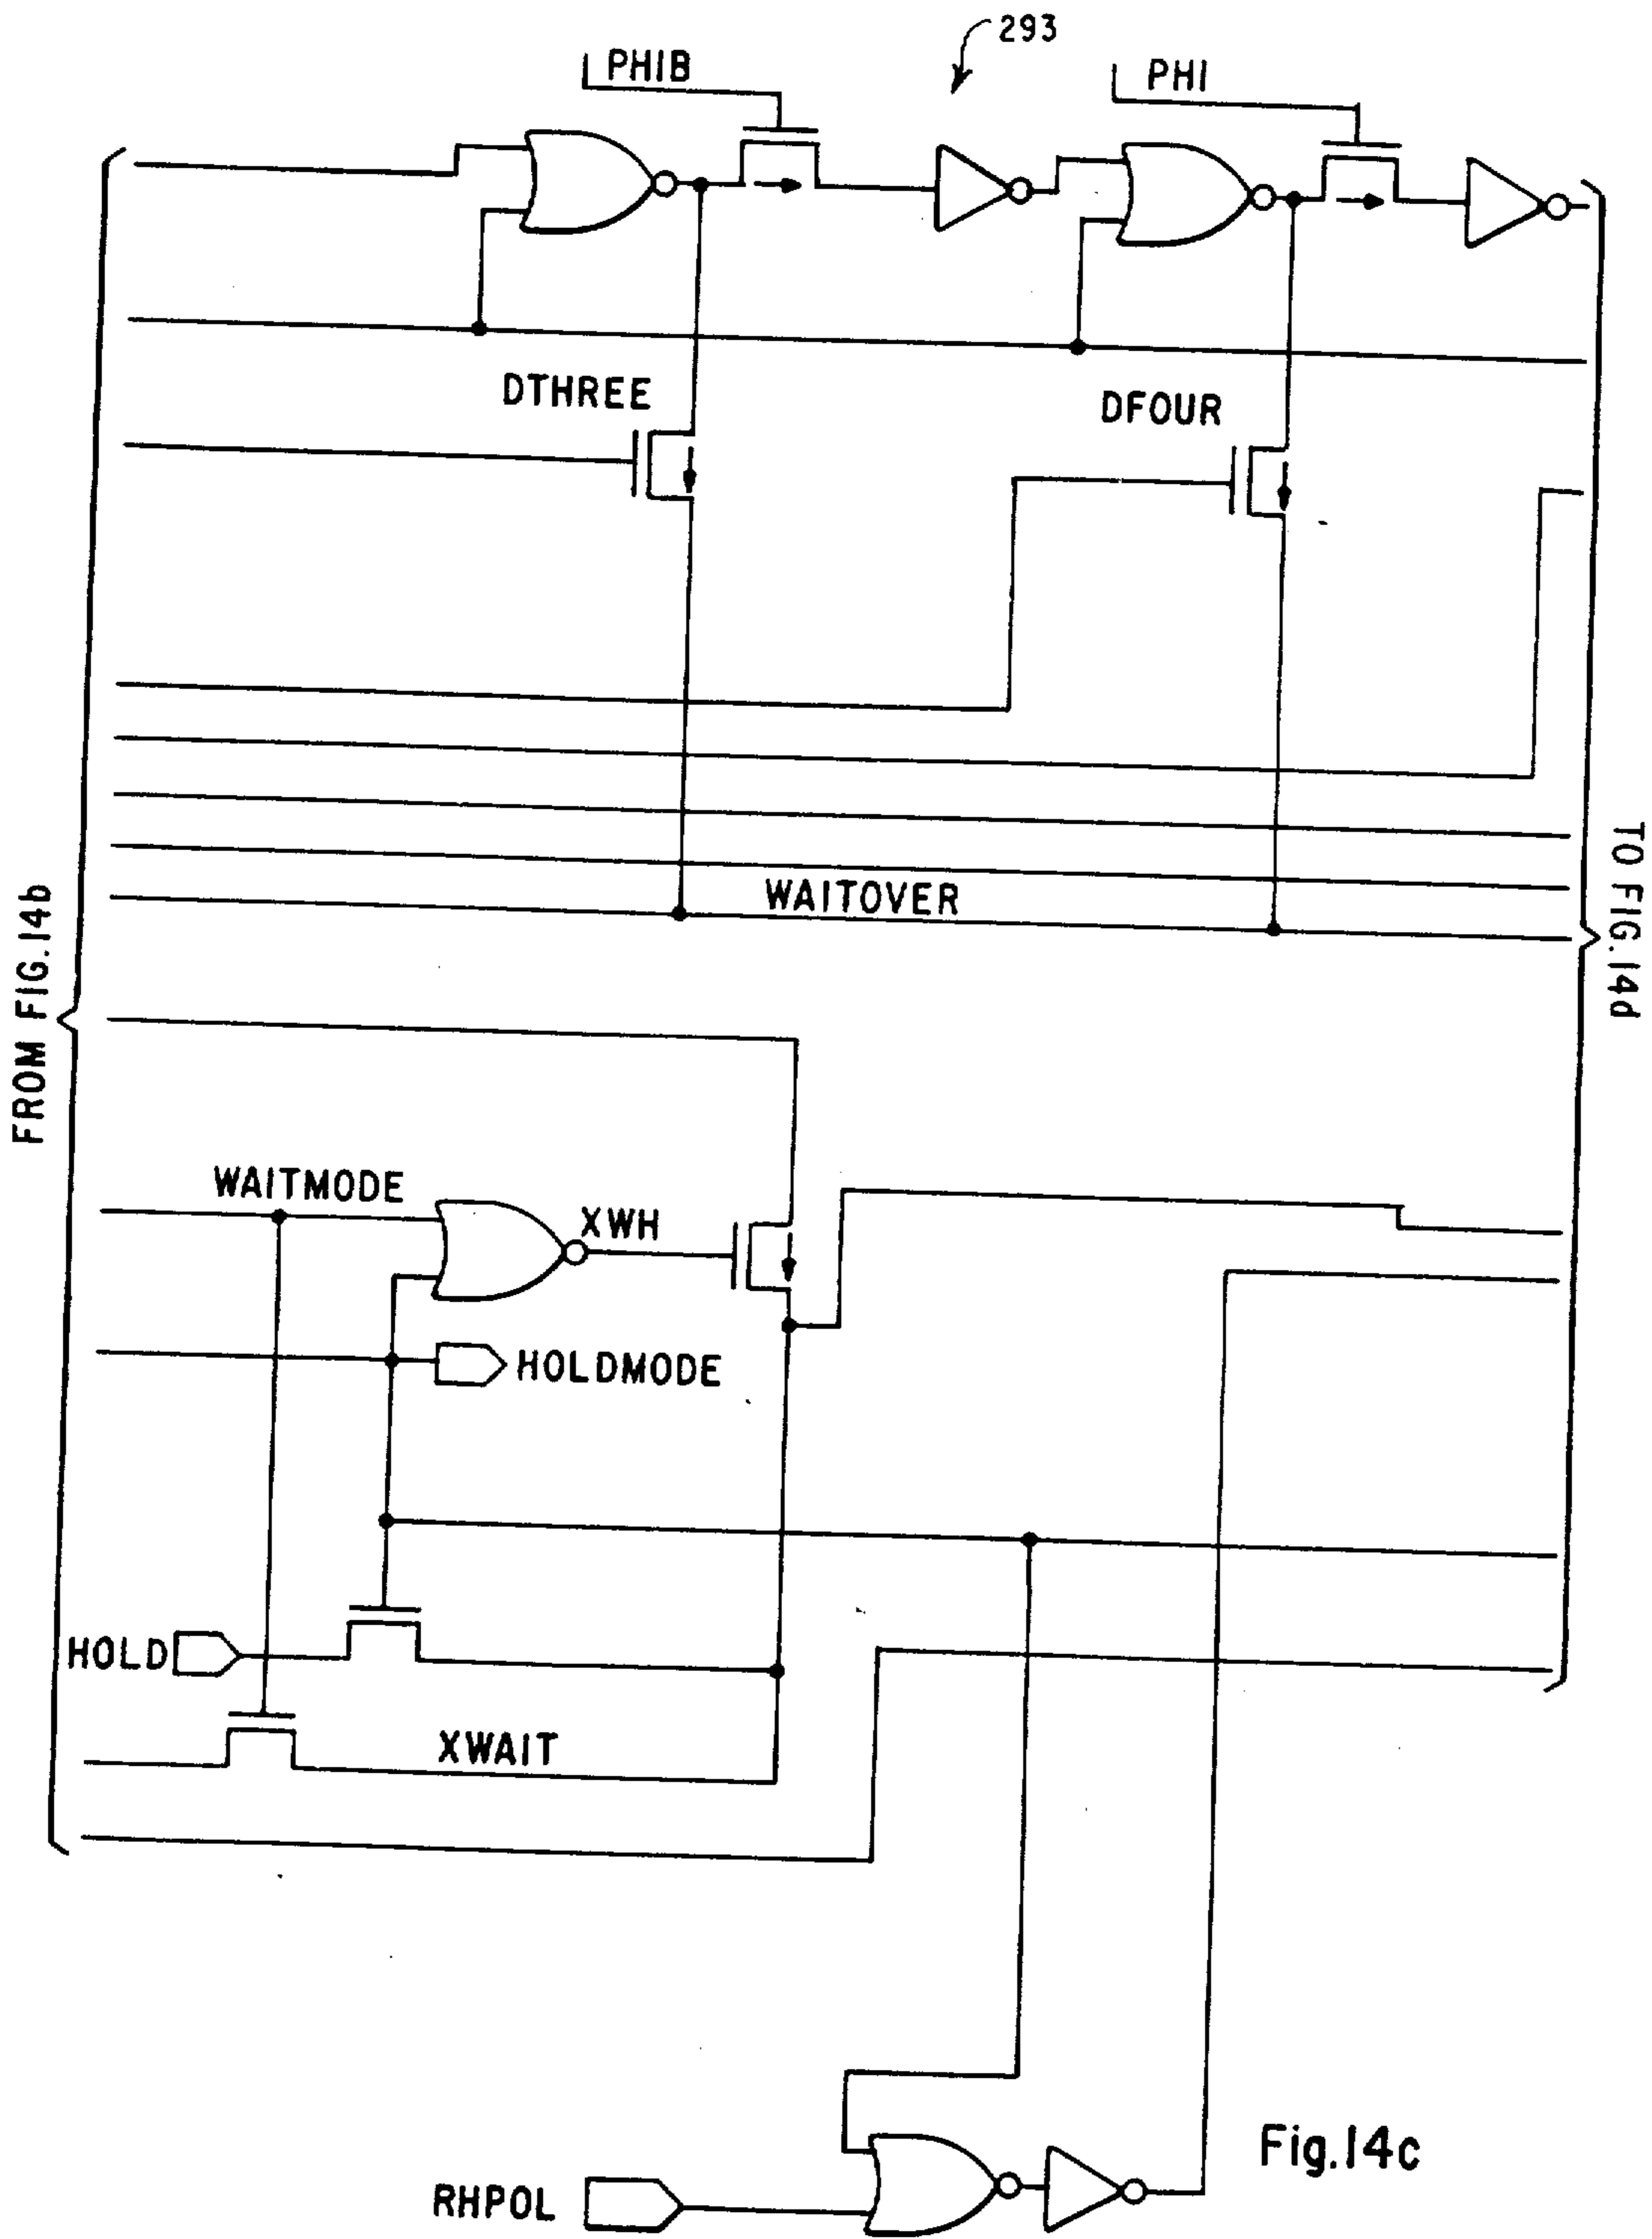 293
PHIB
PHI
DTHREE
DFOUR
WAITOVER
FROM FIG.14b
TO FIG.14d
WAITMODE
XWH
HOLDMODE
HOLD
XWAIT
RHPOL
Fig.14c